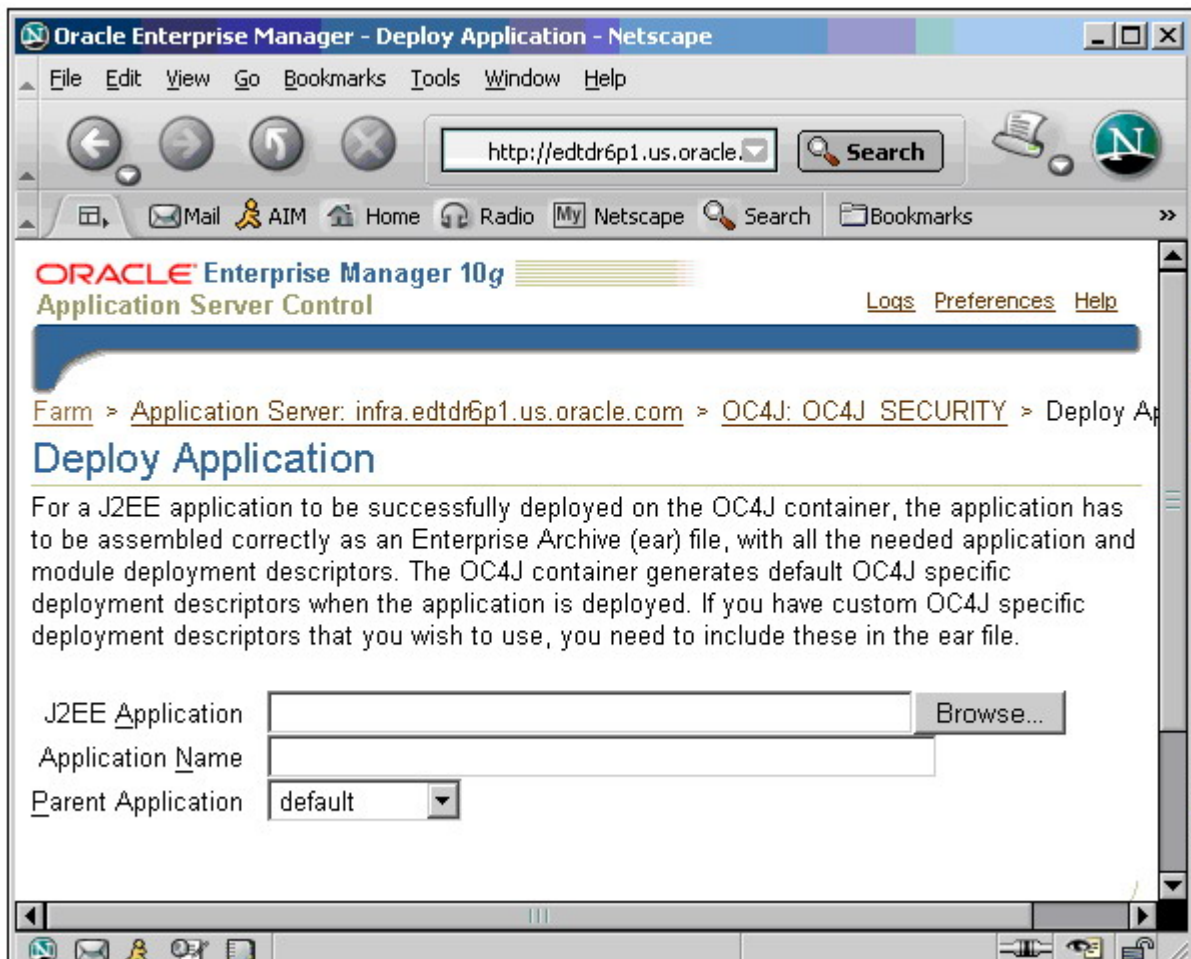 Oracle Enterprise Manager - Deploy Application - Netscape
File Edit View Go Bookmarks Tools Window Help
http://edtdr6p1.us.oracle. Search N
Mail AIM Home Radio My Netscape Search Bookmarks »
ORACLE Enterprise Manager 10g
Application Server Control
Logs Preferences Help
Farm > Application Server: infra.edtdr6p1.us.oracle.com > OC4J: OC4J_SECURITY > Deploy Ap
Deploy Application
For a J2EE application to be successfully deployed on the OC4J container, the application has
to be assembled correctly as an Enterprise Archive (ear) file, with all the needed application and
module deployment descriptors. The OC4J container generates default OC4J specific
deployment descriptors when the application is deployed. If you have custom OC4J specific
deployment descriptors that you wish to use, you need to include these in the ear file.
J2EE Application Browse...
Application Name
Parent Application default